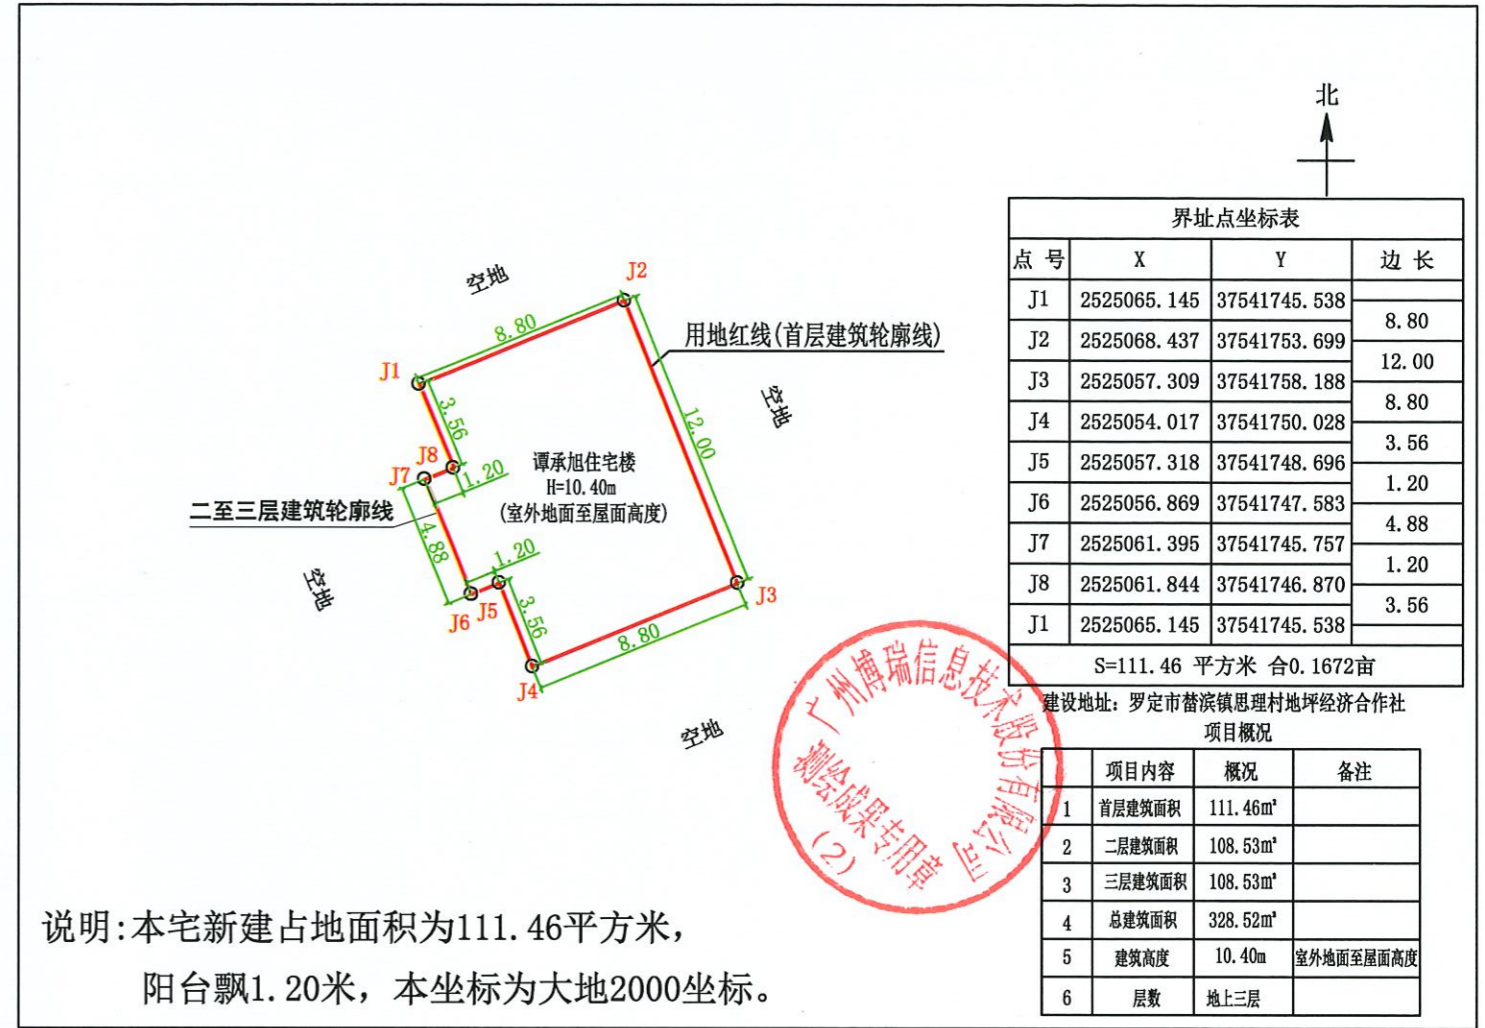 北
界址点坐标表
点 号 X Y 边 长
J1 2525065.145 37541745.538
8.80
J2 2525068.437 37541753.699
12.00
J3 2525057.309 37541758.188
8.80
J4 2525054.017 37541750.028
3.56
J5 2525057.318 37541748.696
1.20
J6 2525056.869 37541747.583
4.88
J7 2525061.395 37541745.757
1.20
J8 2525061.844 37541746.870
3.56
J1 2525065.145 37541745.538
S=111.46 平方米 合0.1672亩
建设地址：罗定市䓣滨镇思理村地坪经济合作社
项目概况
项目内容 概况 备注
1 首层建筑面积 111.46m²
2 二层建筑面积 108.53m²
3 三层建筑面积 108.53m²
4 总建筑面积 328.52m²
5 建筑高度 10.40m 室外地面至屋面高度
6 层数 地上三层
空地
J2
8.80
用地红线(首层建筑轮廓线)
J1
3.56
空地
12.00
J8
J7
1.20
谭承旭住宅楼
H=10.40m
(室外地面至屋面高度)
二至三层建筑轮廓线
4.88
1.20
空地
J6
J5
3.56
J3
8.80
J4
空地
广州博瑞信息技术股份有限公司
测绘成果专用章
(2)
说明:本宅新建占地面积为111.46平方米，
阳台飘1.20米，本坐标为大地2000坐标。